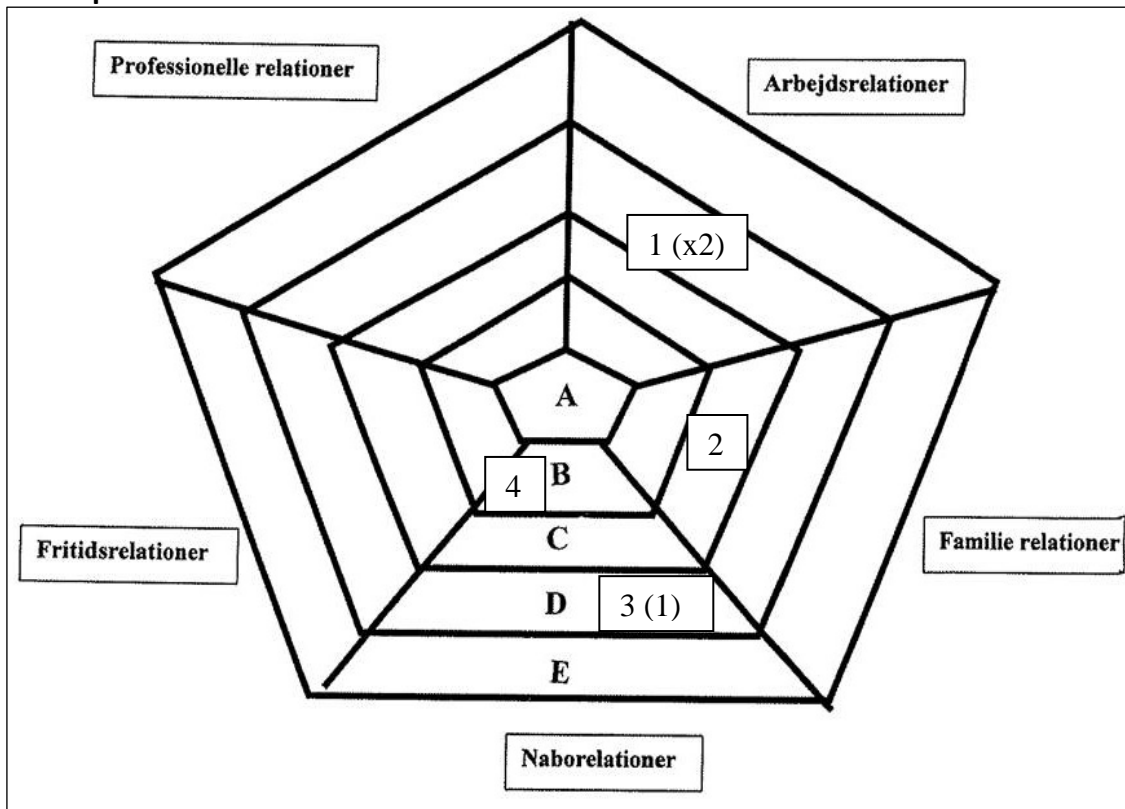 Professionelle relationer
Arbejdsrelationer
1 (x2)
A
2
4
B
Fritidsrelationer
C
Familie relationer
D
3 (1)
E
Naborelationer